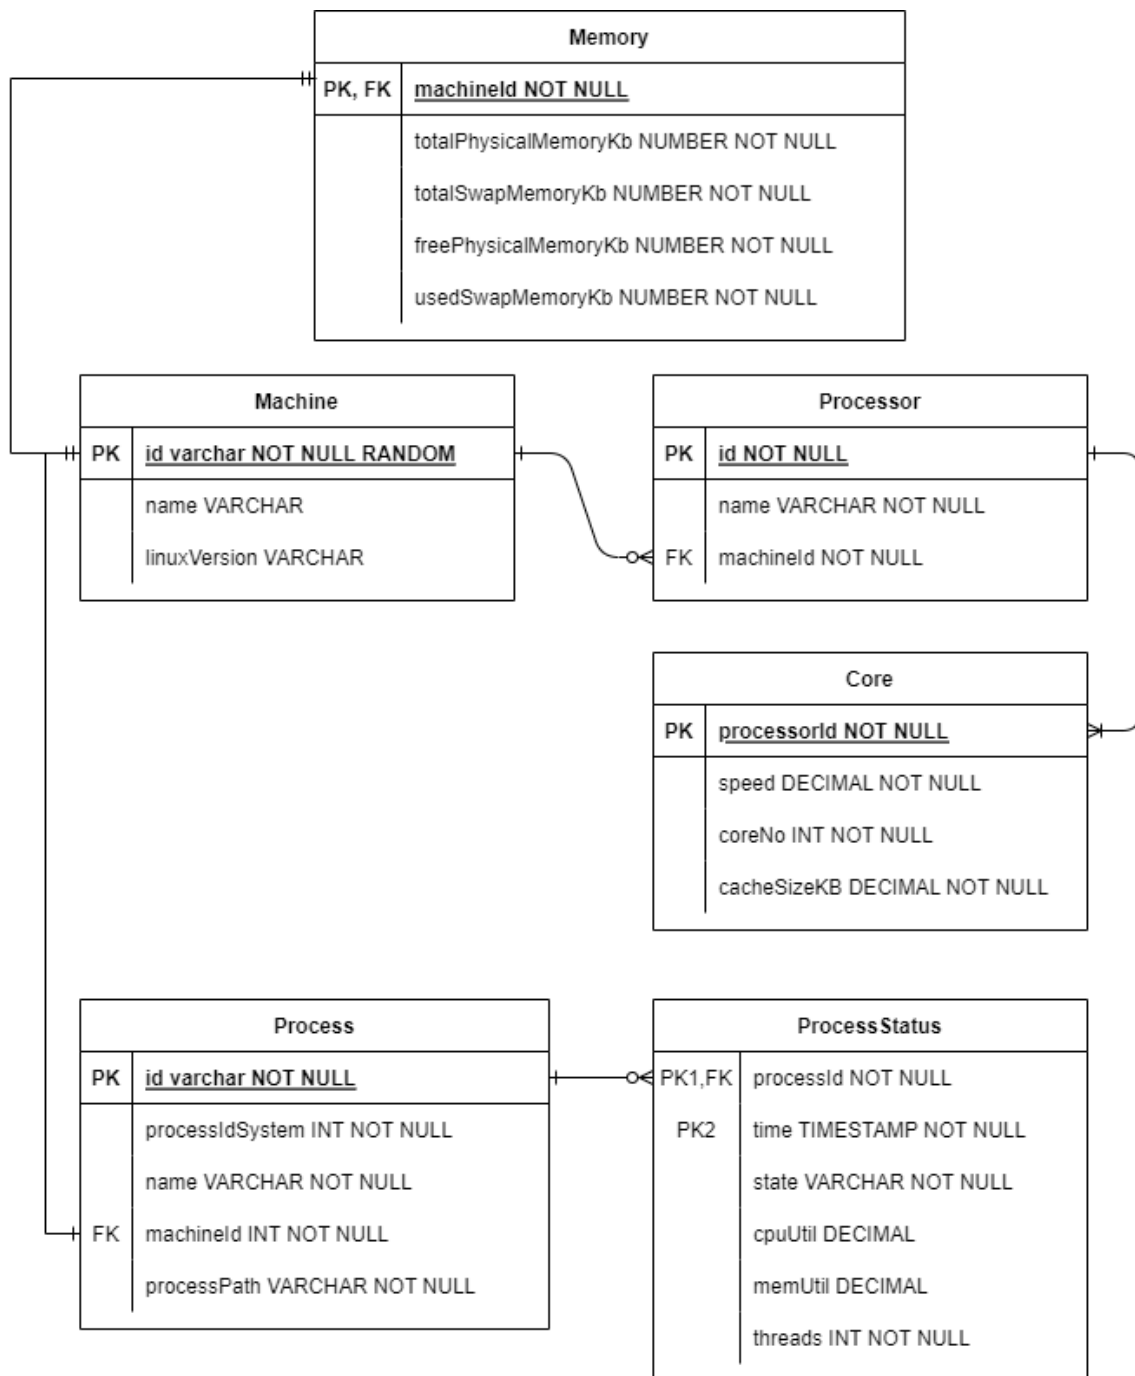 Memory
PK, FK machineId NOT NULL
totalPhysicalMemoryKb NUMBER NOT NULL
totalSwapMemoryKb NUMBER NOT NULL
freePhysicalMemoryKb NUMBER NOT NULL
usedSwapMemoryKb NUMBER NOT NULL
Machine
PK id varchar NOT NULL RANDOM
name VARCHAR
linuxVersion VARCHAR
Processor
PK id NOT NULL
name VARCHAR NOT NULL
FK machineId NOT NULL
Core
PK processorId NOT NULL
speed DECIMAL NOT NULL
coreNo INT NOT NULL
cacheSizeKB DECIMAL NOT NULL
Process
PK id varchar NOT NULL
processIdSystem INT NOT NULL
name VARCHAR NOT NULL
FK machineId INT NOT NULL
processPath VARCHAR NOT NULL
ProcessStatus
PK1,FK processId NOT NULL
PK2 time TIMESTAMP NOT NULL
state VARCHAR NOT NULL
cpuUtil DECIMAL
memUtil DECIMAL
threads INT NOT NULL